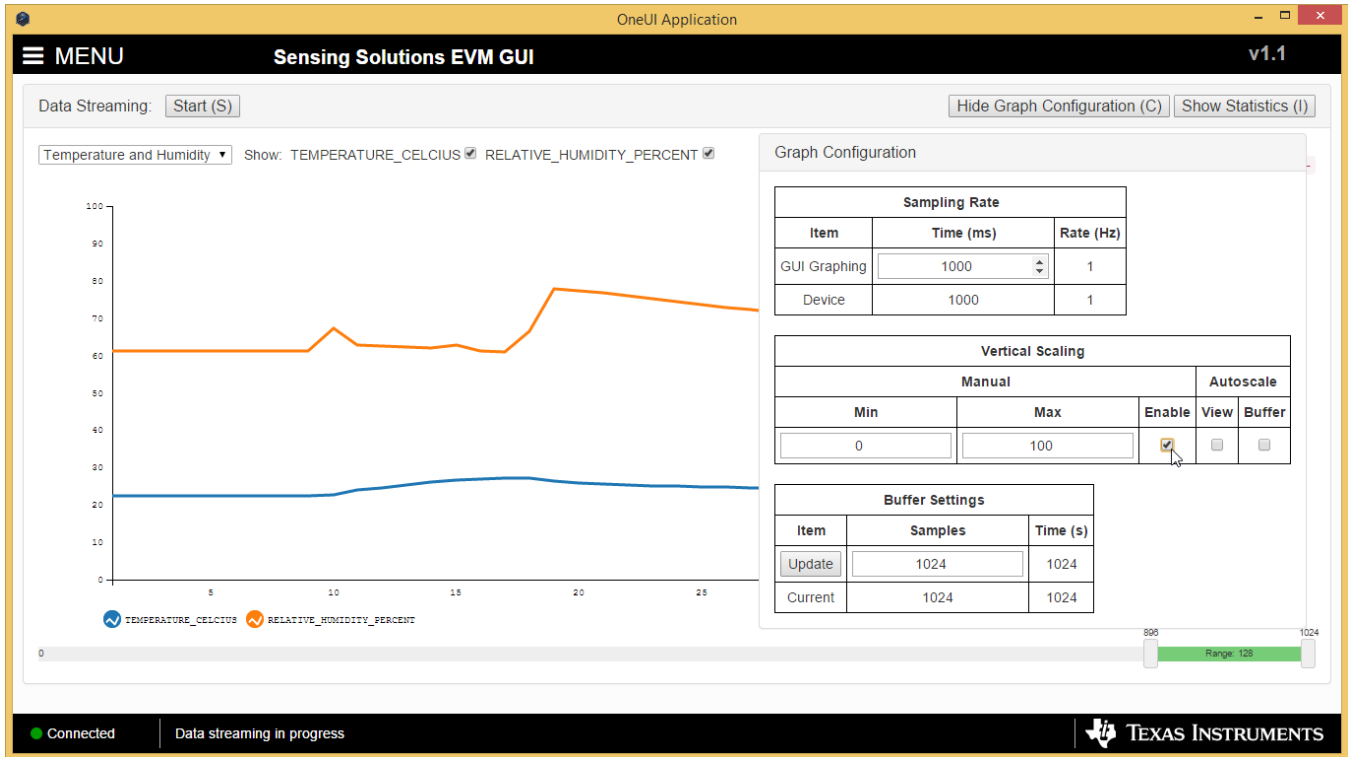 OneUI Application
MENU Sensing Solutions EVM GUI v1.1
Data Streaming: Start (S) Hide Graph Configuration (C) Show Statistics (I)
Temperature and Humidity Show: TEMPERATURE_CELCIUS RELATIVE_HUMIDITY_PERCENT
Graph Configuration
Sampling Rate
Item Time (ms) Rate (Hz)
GUI Graphing 1000 1
Device 1000 1
Vertical Scaling
Manual Autoscale
Min Max Enable View Buffer
0 100
Buffer Settings
Item Samples Time (s)
Update 1024 1024
Current 1024 1024
100
90
80
70
60
50
40
30
20
10
0
5 10 15 20 25
TEMPERATURE_CELCIUS RELATIVE_HUMIDITY_PERCENT
896 1024
0 Range: 128
Connected Data streaming in progress TEXAS INSTRUMENTS